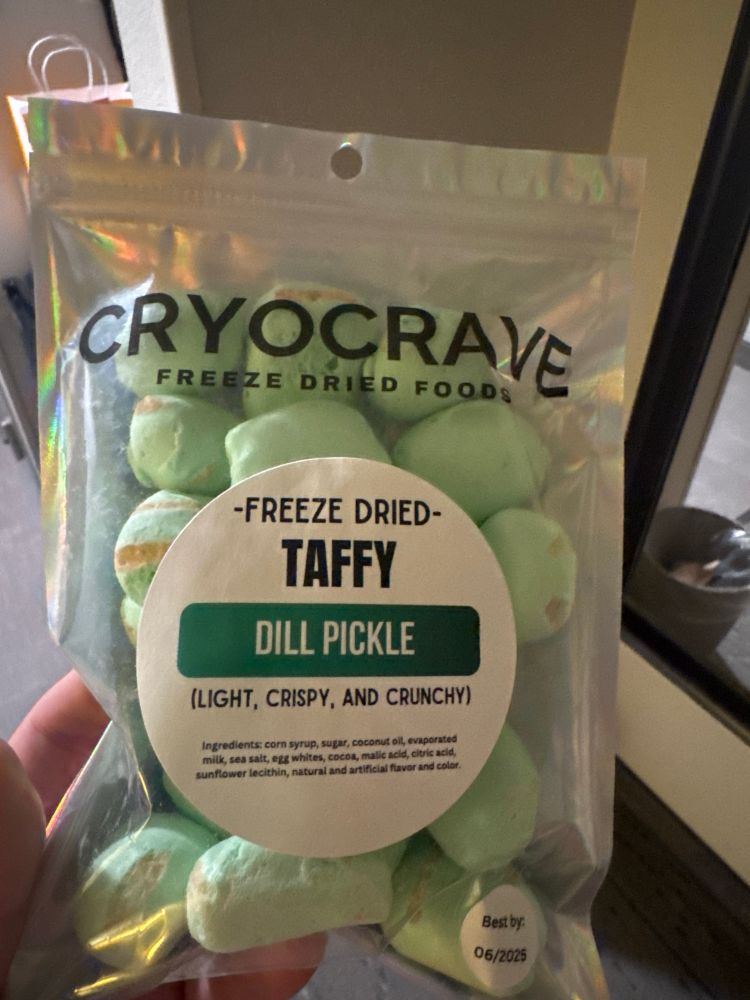 CRYOCRAVE
FREEZE DRIED FOODS
-FREEZE DRIED-
TAFFY
DILL PICKLE
(LIGHT, CRISPY, AND CRUNCHY)
Ingredients: corn syrup, sugar, coconut oil, evaporated
milk, sea salt, egg whites, cocoa, malic acid, citric acid,
sunflower lecithin, natural and artificial flavor and color.
Best by:
06/2025